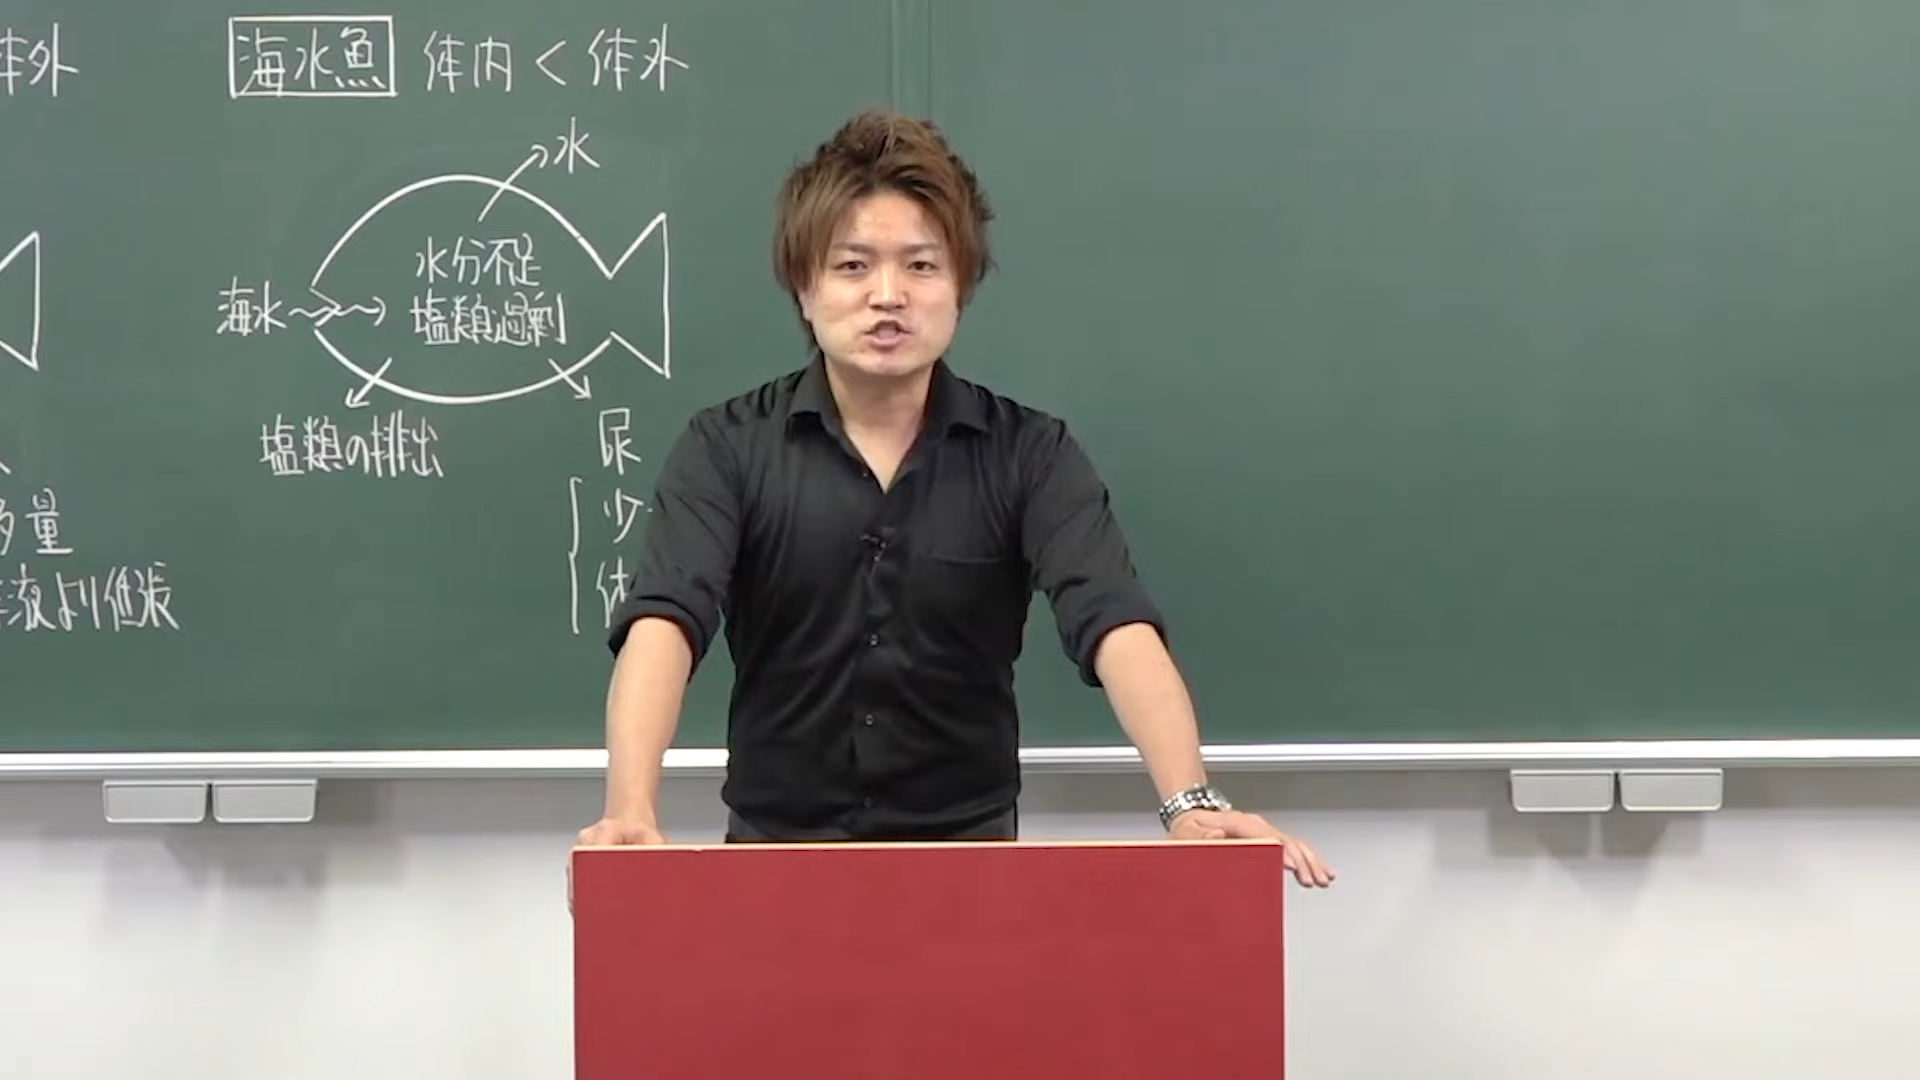 体外
多量
液より低張
海水魚 体内 < 体外
水
水分不足
海水 塩類過剰
塩類の排出
尿
少
体